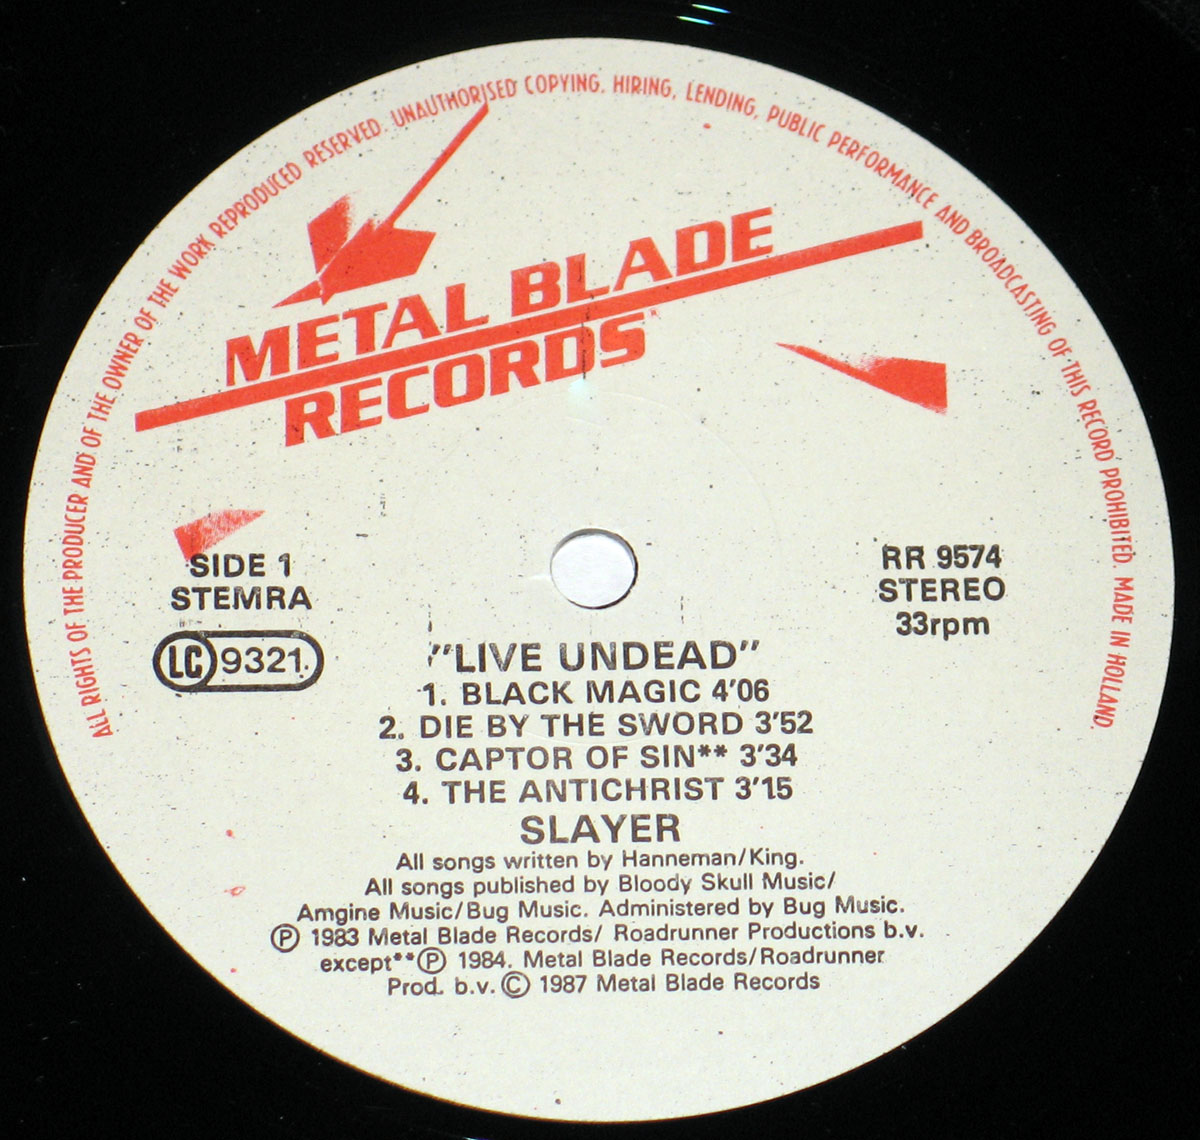 ALL RIGHTS OF THE PRODUCER AND OF THE OWNER OF THE WORK REPRODUCED RESERVED. UNAUTHORISED COPYING, HIRING, LENDING, PUBLIC PERFORMANCE AND BROADCASTING OF THIS RECORD PROHIBITED. MADE IN HOLLAND
METAL BLADE
RECORDS
SIDE 1
STEMRA
LC 9321
RR 9574
STEREO
33rpm
"LIVE UNDEAD"
1. BLACK MAGIC 4'06
2. DIE BY THE SWORD 3'52
3. CAPTOR OF SIN** 3'34
4. THE ANTICHRIST 3'15
SLAYER
All songs written by Hanneman/King.
All songs published by Bloody Skull Music/
Amgine Music/Bug Music. Administered by Bug Music.
Ⓟ 1983 Metal Blade Records/ Roadrunner Productions b.v.
except** Ⓟ 1984. Metal Blade Records/Roadrunner
Prod. b.v. © 1987 Metal Blade Records